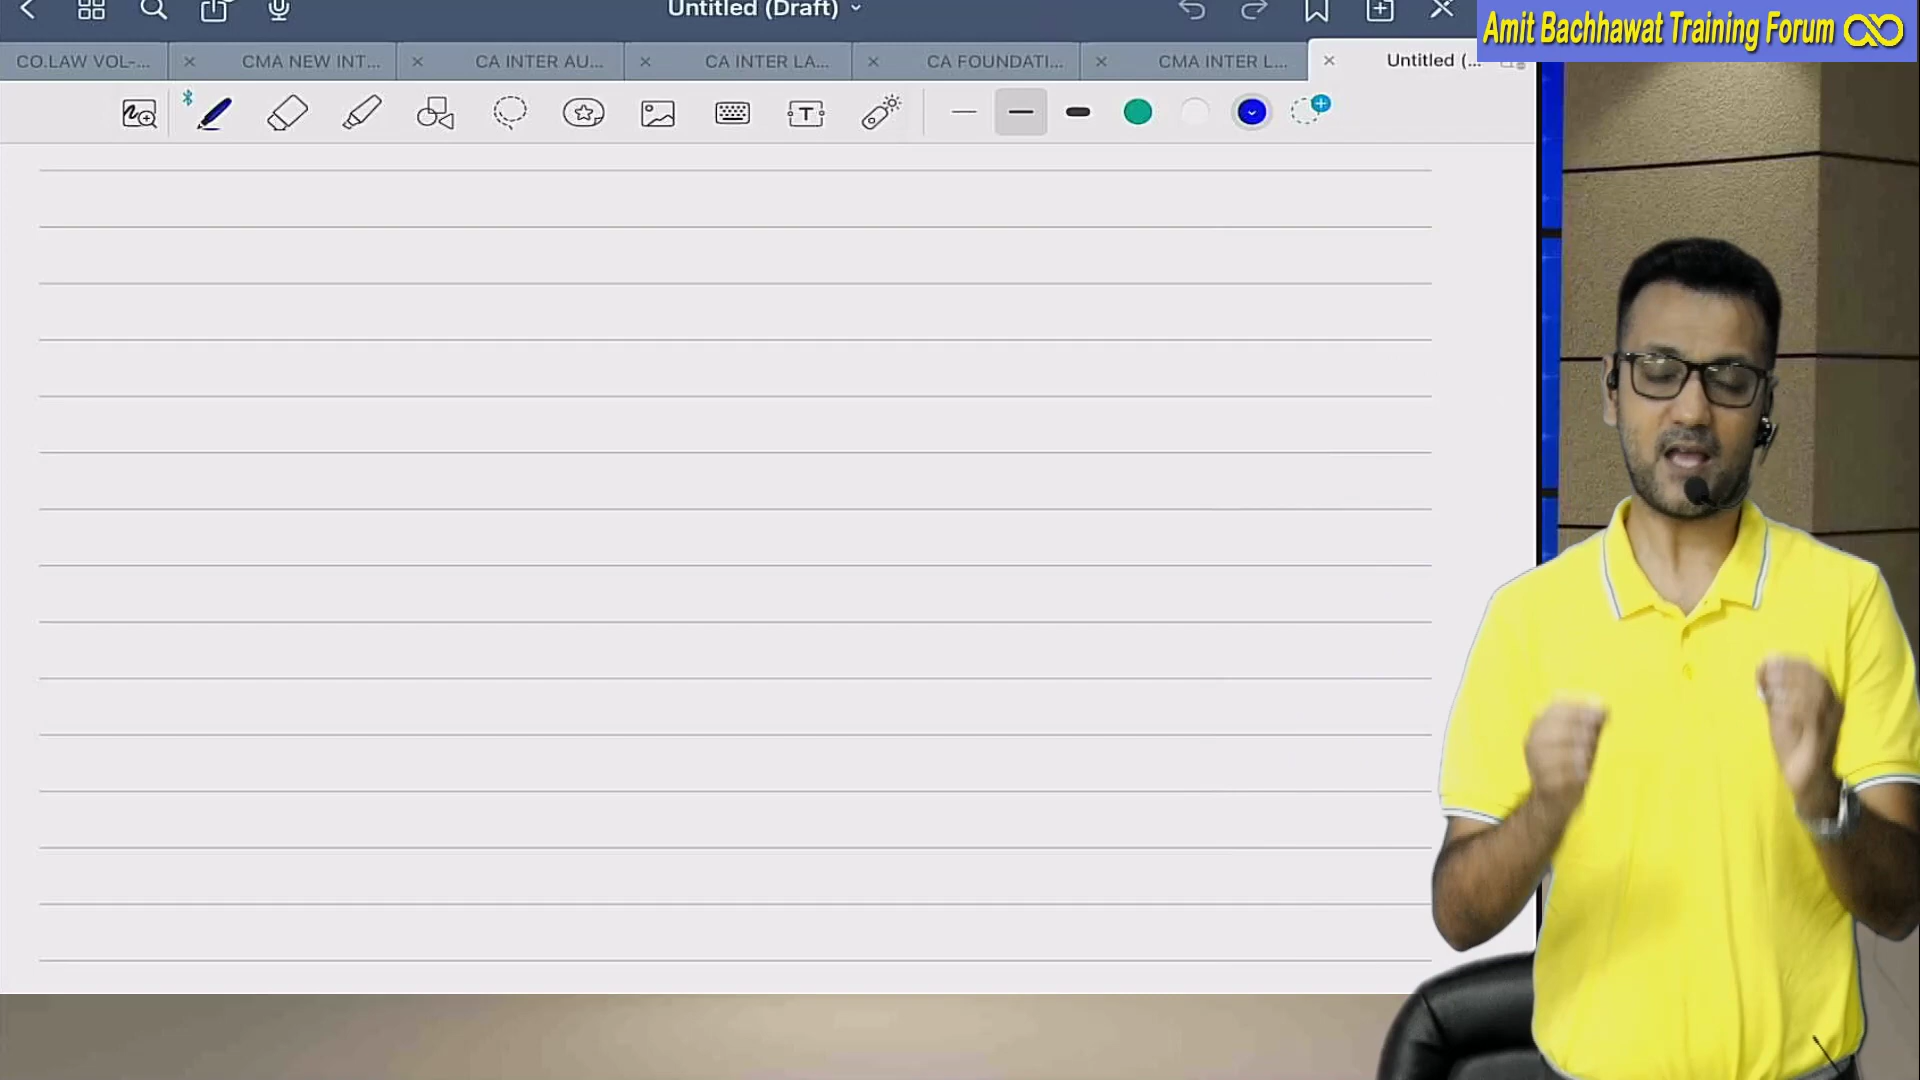 Untitled (Draft)
Amit Bachhawat Training Forum
CO.LAW VOL-...
CMA NEW INT...
CA INTER AU...
CA INTER LA...
CA FOUNDATI...
CMA INTER L...
Untitled (...
T